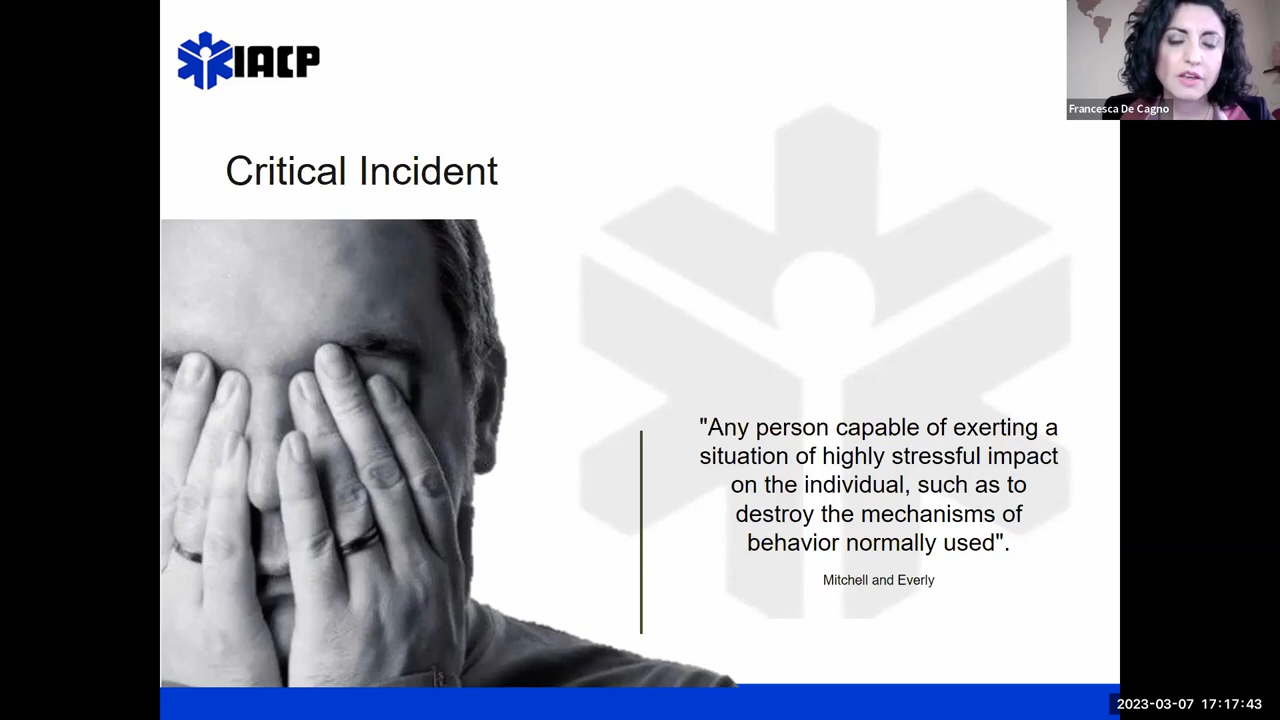 IACP
Francesca De Cagno
Critical Incident
"Any person capable of exerting a
situation of highly stressful impact
on the individual, such as to
destroy the mechanisms of
behavior normally used".
Mitchell and Everly
2023-03-07 17:17:43